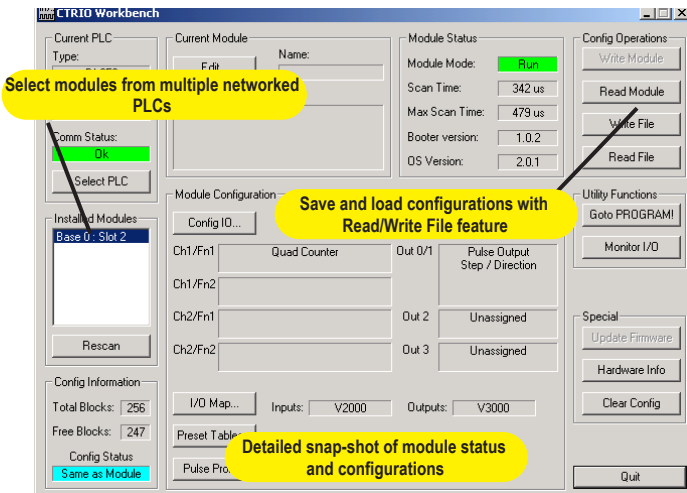 CTRIO Workbench
Current PLC
Type:
Select modules from multiple networked
PLCs
Comm Status:
Ok
Select PLC
Installed Modules
Base 0 : Slot 2
Rescan
Config Information
Total Blocks: 256
Free Blocks: 247
Config Status
Same as Module
Current Module
Edit
Name:
Module Status
Module Mode: Run
Scan Time: 342 us
Max Scan Time: 479 us
Booter version: 1.0.2
OS Version: 2.0.1
Config Operations
Write Module
Read Module
Write File
Read File
Save and load configurations with
Read/Write File feature
Module Configuration
Config IO...
Ch1/Fn1 Quad Counter Out 0/1 Pulse Output
Step / Direction
Ch1/Fn2
Ch2/Fn1 Out 2 Unassigned
Ch2/Fn2 Out 3 Unassigned
I/O Map... Inputs: V2000 Outputs: V3000
Preset Table
Pulse Pro
Detailed snap-shot of module status
and configurations
Utility Functions
Goto PROGRAM!
Monitor I/O
Special
Update Firmware
Hardware Info
Clear Config
Quit